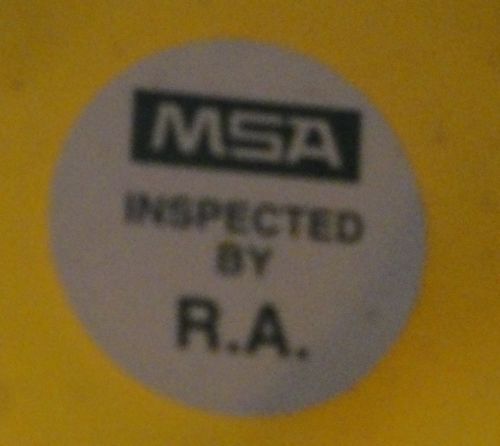 MSA
INSPECTED
BY
R.A.